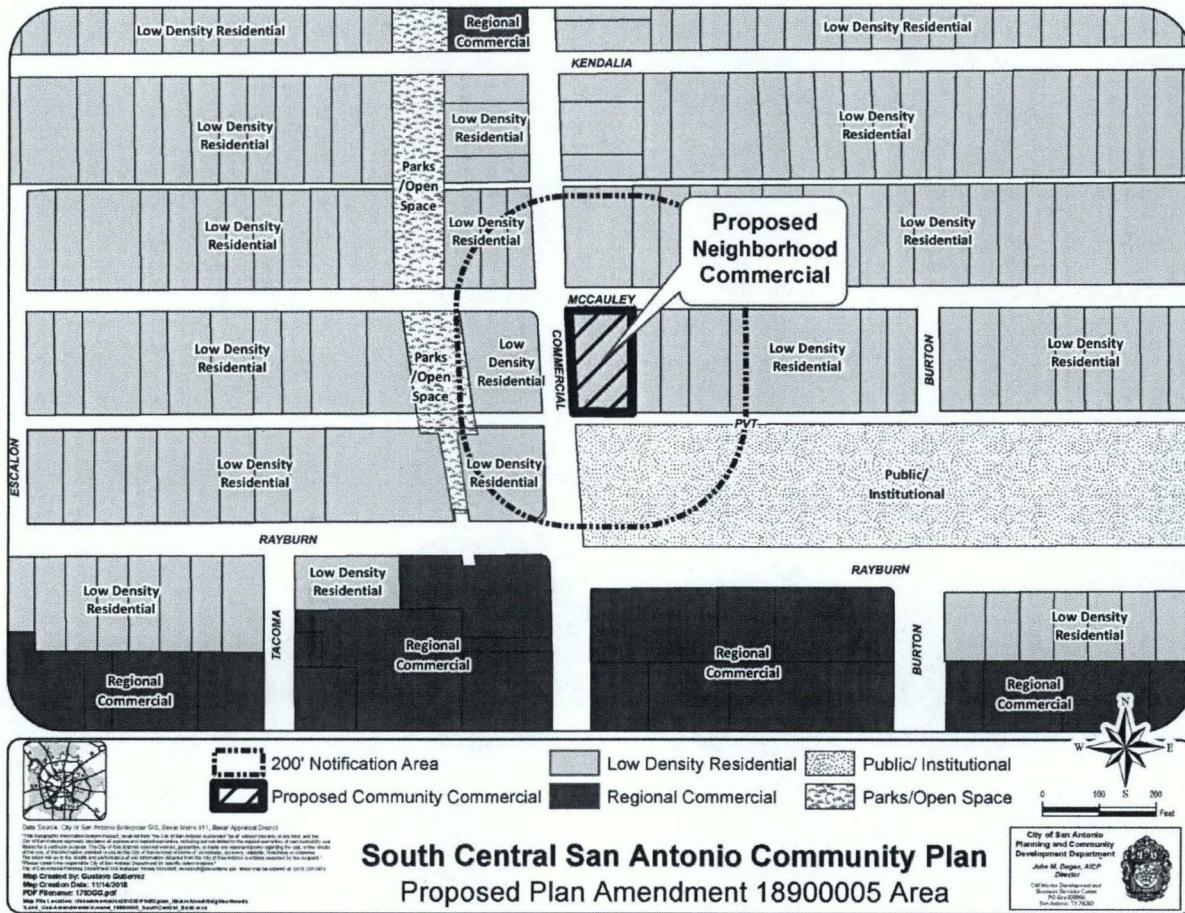 Low Density Residential
Regional
Commercial
Low Density Residential
KENDALIA
Low Density
Residential
Parks
/Open
Space
Low Density
Residential
Low Density
Residential
Low Density
Residential
Low Density
Residential
Proposed
Neighborhood
Commercial
Low Density
Residential
MCCAULEY
Low Density
Residential
Parks
/Open
Space
Low
Density
Residential
COMMERCIAL
Low Density
Residential
BURTON
Low Density
Residential
PVT
ESCALON
Low Density
Residential
Low Density
Residential
Public/
Institutional
RAYBURN
RAYBURN
Low Density
Residential
TACOMA
Low Density
Residential
Regional
Commercial
Regional
Commercial
Regional
Commercial
BURTON
Low Density
Residential
Regional
Commercial
N
W E
S
200' Notification Area
Low Density Residential
Public/ Institutional
Proposed Community Commercial
Regional Commercial
Parks/Open Space
0 100 200
Feet
Data Source: City of San Antonio Enterprise GIS, Bexar Metro 911, Bexar Appraisal District
Map Created by: Gustavo Gutierrez
Map Creation Date: 11/14/2018
PDF Filename: 1703GG.pdf
South Central San Antonio Community Plan
Proposed Plan Amendment 18900005 Area
City of San Antonio
Planning and Community
Development Department
John M. Dugan, AICP
Director
San Antonio, TX